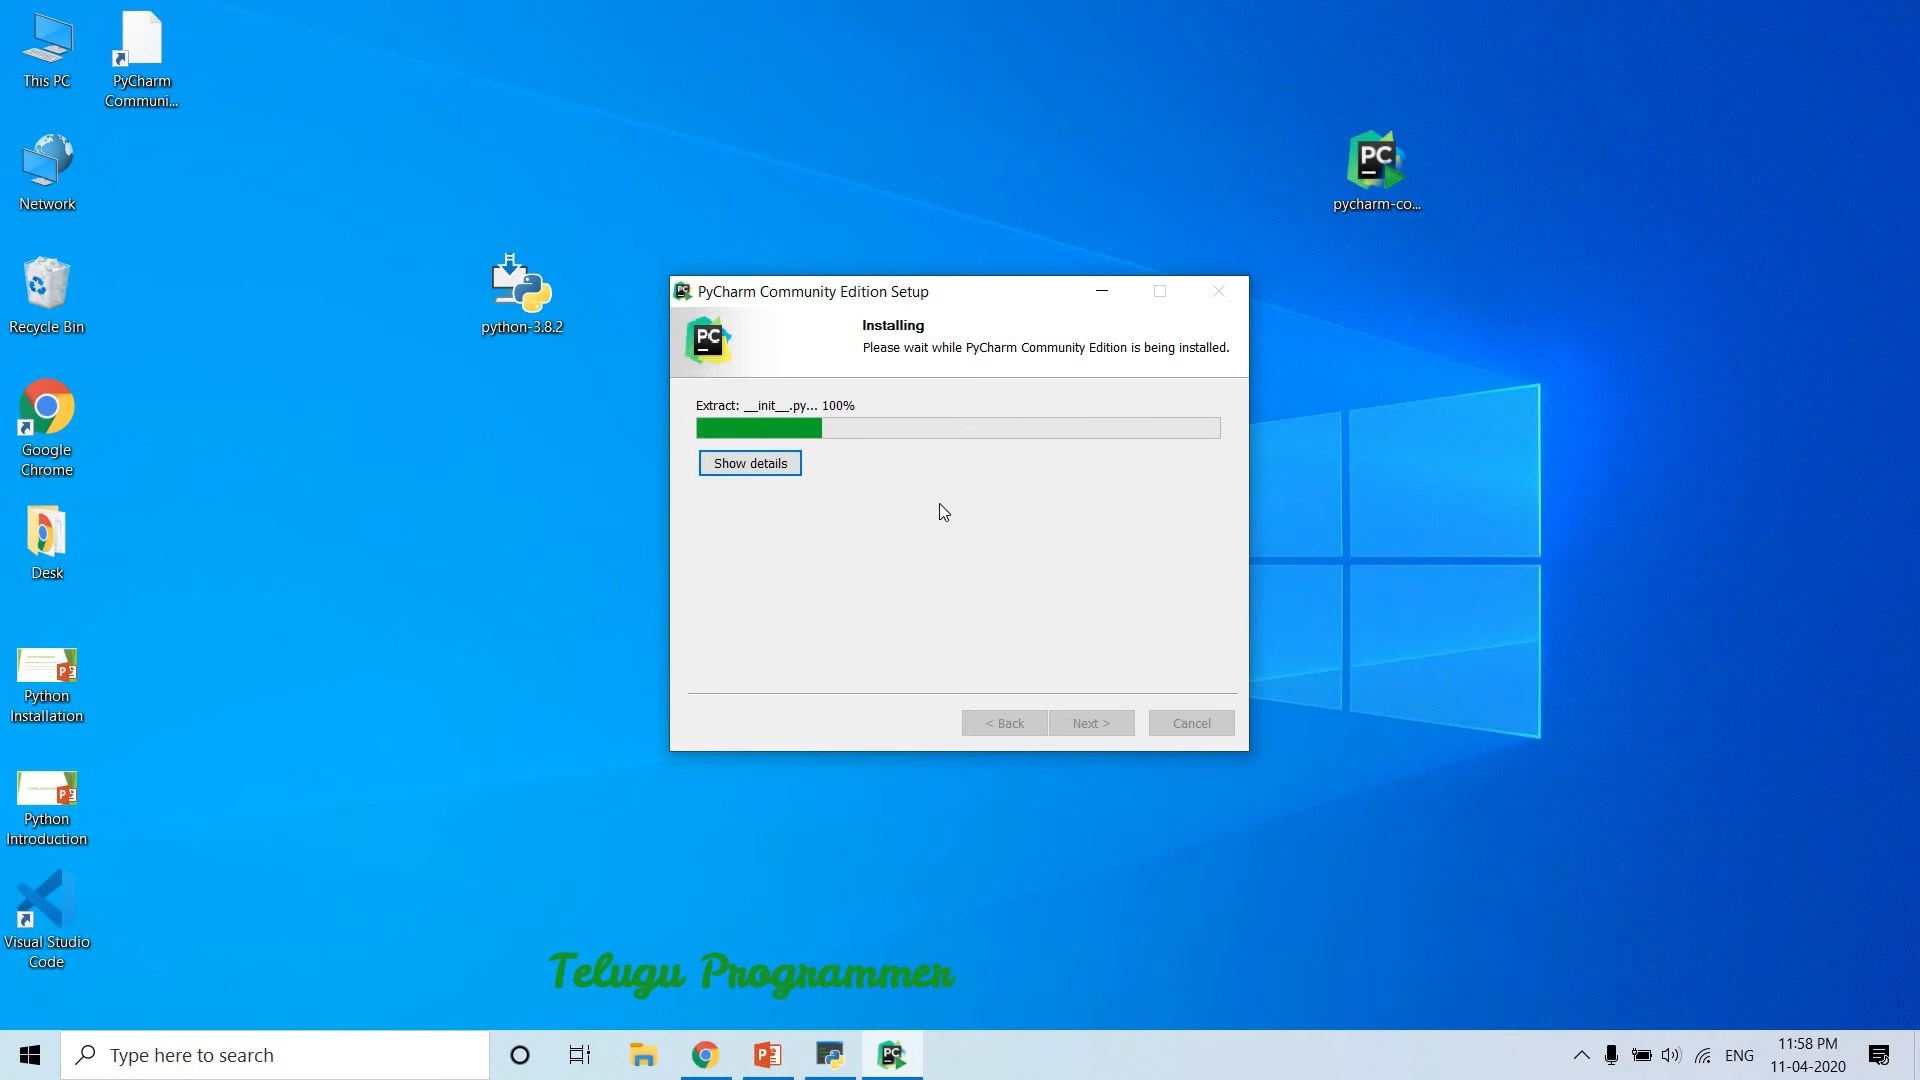 This PC
PyCharm
Communi...
Network
Recycle Bin
Google
Chrome
Desk
Python
Installation
Python
Introduction
Visual Studio
Code
python-3.8.2
PC
pycharm-co...
PyCharm Community Edition Setup
PC
Installing
Please wait while PyCharm Community Edition is being installed.
Extract: __init__.py... 100%
Show details
< Back
Next >
Cancel
Telugu Programmer
Type here to search
ENG
11:58 PM
11-04-2020